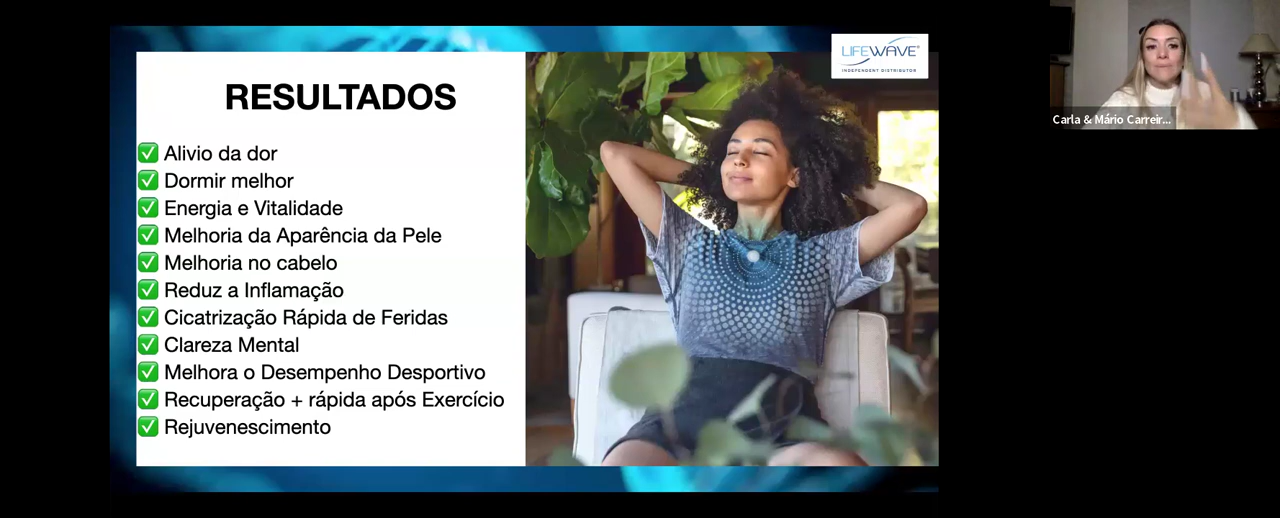 LIFEWAVE®
INDEPENDENT DISTRIBUTOR
RESULTADOS
✅ Alivio da dor
✅ Dormir melhor
✅ Energia e Vitalidade
✅ Melhoria da Aparência da Pele
✅ Melhoria no cabelo
✅ Reduz a Inflamação
✅ Cicatrização Rápida de Feridas
✅ Clareza Mental
✅ Melhora o Desempenho Desportivo
✅ Recuperação + rápida após Exercício
✅ Rejuvenescimento
Carla & Mário Carreir...